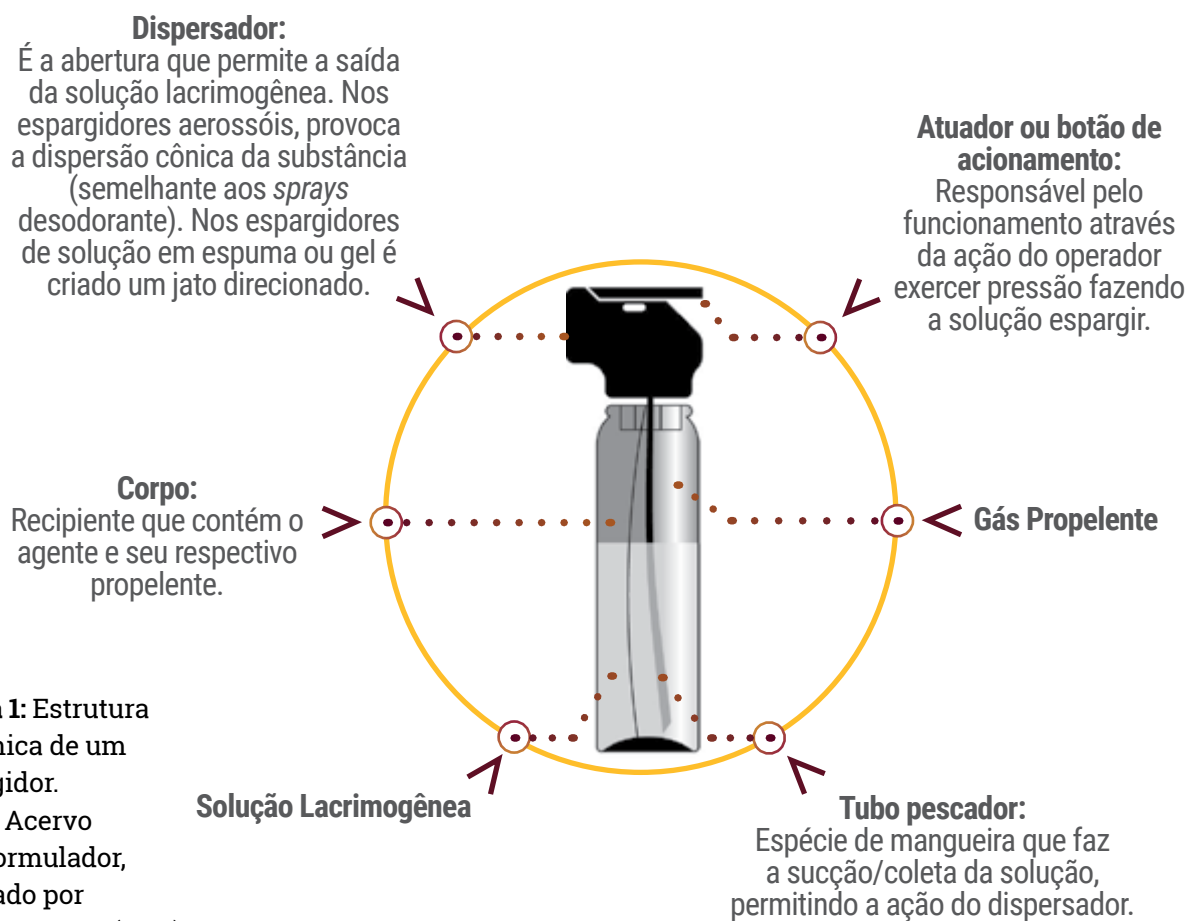 Dispersador:
É a abertura que permite a saída
da solução lacrimogênea. Nos
espargidores aerossóis, provoca
a dispersão cônica da substância
(semelhante aos sprays
desodorante). Nos espargidores
de solução em espuma ou gel é
criado um jato direcionado.
Atuador ou botão de
acionamento:
Responsável pelo
funcionamento através
da ação do operador
exercer pressão fazendo
a solução espargir.
Corpo:
Recipiente que contém o
agente e seu respectivo
propelente.
Gás Propelente
1: Estrutura
de um
Acervo
por
Solução Lacrimogênea
Tubo pescador:
Espécie de mangueira que faz
a sucção/coleta da solução,
permitindo a ação do dispersador.